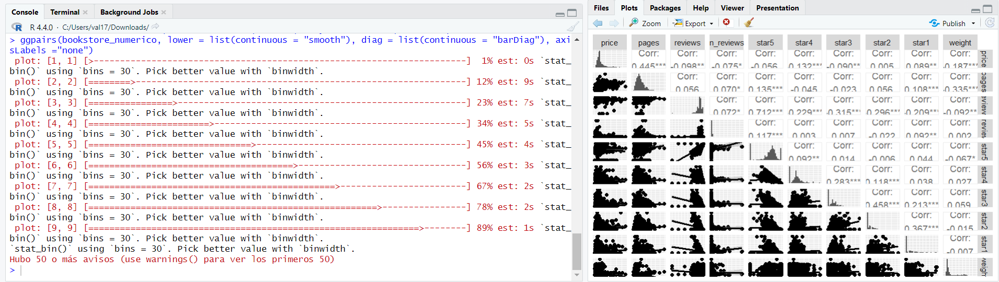 Console Terminal Background Jobs
R 4.4.0 · C:/Users/val17/Downloads/
> ggpairs(bookstore_numerico, lower = list(continuous = "smooth"), diag = list(continuous = "barDiag"), axi
sLabels ="none")
plot: [1, 1] [>--------------------------------------------------------------------------] 1% est: 0s `stat_
bin()` using `bins = 30`. Pick better value with `binwidth`.
plot: [2, 2] [========>------------------------------------------------------------------] 12% est: 9s `stat_
bin()` using `bins = 30`. Pick better value with `binwidth`.
plot: [3, 3] [================>----------------------------------------------------------] 23% est: 7s `stat_
bin()` using `bins = 30`. Pick better value with `binwidth`.
plot: [4, 4] [========================>--------------------------------------------------] 34% est: 5s `stat_
bin()` using `bins = 30`. Pick better value with `binwidth`.
plot: [5, 5] [================================>------------------------------------------] 45% est: 4s `stat_
bin()` using `bins = 30`. Pick better value with `binwidth`.
plot: [6, 6] [========================================>----------------------------------] 56% est: 3s `stat_
bin()` using `bins = 30`. Pick better value with `binwidth`.
plot: [7, 7] [================================================>--------------------------] 67% est: 2s `stat_
bin()` using `bins = 30`. Pick better value with `binwidth`.
plot: [8, 8] [=========================================================>-----------------] 78% est: 2s `stat_
bin()` using `bins = 30`. Pick better value with `binwidth`.
plot: [9, 9] [=================================================================>---------] 89% est: 1s `stat_
bin()` using `bins = 30`. Pick better value with `binwidth`.
`stat_bin()` using `bins = 30`. Pick better value with `binwidth`.
Hubo 50 o más avisos (use warnings() para ver los primeros 50)
>
Files Plots Packages Help Viewer Presentation
Zoom Export Publish
price pages reviews n_reviews star5 star4 star3 star2 star1 weight
Corr: Corr: Corr: Corr: Corr: Corr: Corr: Corr: Corr: price
0.445*** -0.098** -0.075* -0.056 -0.132*** -0.090** 0.005 0.089** -0.187***
Corr: Corr: Corr: Corr: Corr: Corr: Corr: Corr: pages
0.056 0.070* 0.135*** -0.045 -0.023 0.056 0.108*** -0.335***
Corr: Corr: Corr: Corr: Corr: Corr: Corr: eview
0.072* 0.712*** -0.229*** -0.315*** -0.296*** -0.209*** -0.092**
Corr: Corr: Corr: Corr: Corr: Corr: review
0.117*** 0.003 0.007 -0.022 0.092** 0.002
Corr: Corr: Corr: Corr: Corr: star5
0.092** 0.014 -0.006 0.044 -0.067*
Corr: Corr: Corr: Corr: star4
0.283*** 0.118*** 0.038 0.027
Corr: Corr: Corr: star3
0.458*** 0.213*** 0.059
Corr: Corr: star2
0.367*** -0.015
Corr: star1
-0.007
weight